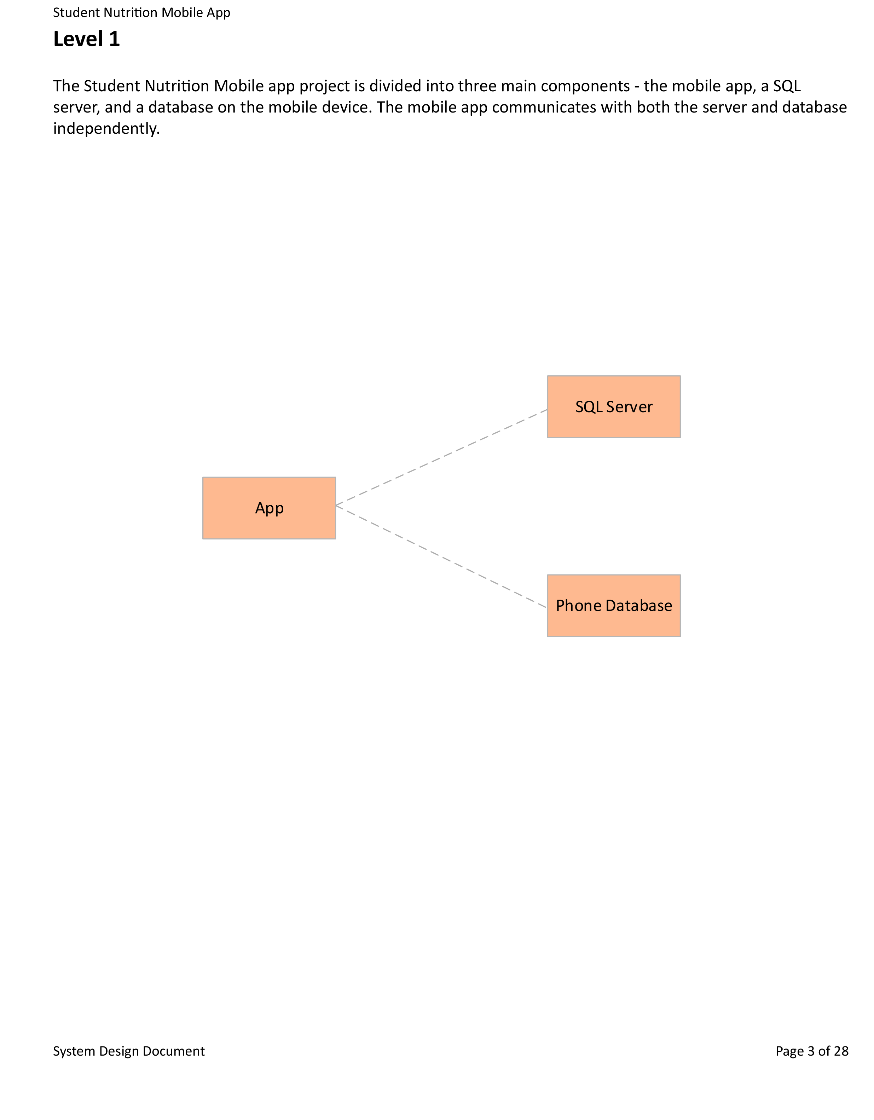 Student Nutrition Mobile App
Level 1
The Student Nutrition Mobile app project is divided into three main components - the mobile app, a SQL
server, and a database on the mobile device. The mobile app communicates with both the server and database
independently.
SQL Server
App
Phone Database
System Design Document
Page 3 of 28